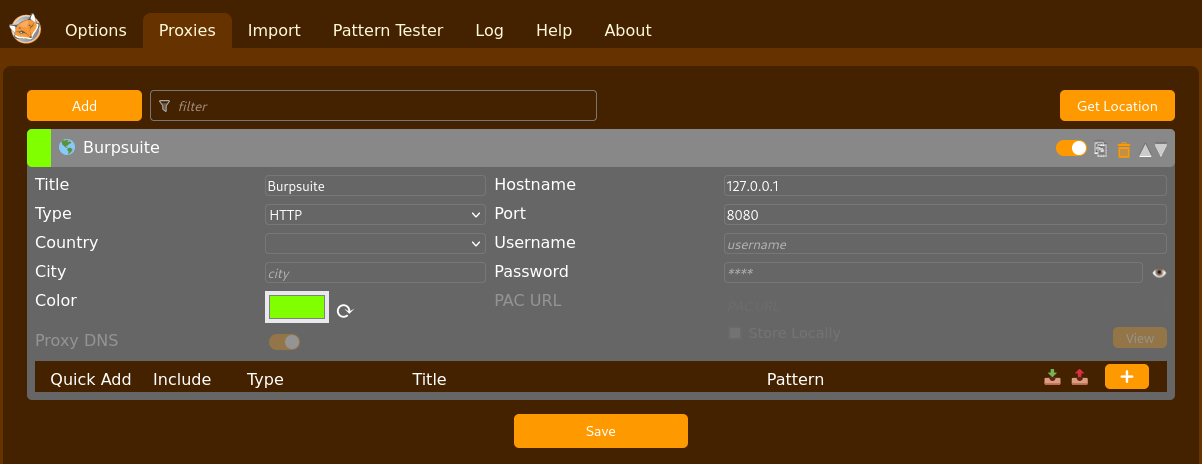 Options Proxies Import Pattern Tester Log Help About
Add filter Get Location
Burpsuite
Title Burpsuite Hostname 127.0.0.1
Type HTTP Port 8080
Country Username username
City city Password ****
Color PAC URL PAC URL
Proxy DNS Store Locally View
Quick Add Include Type Title Pattern +
Save